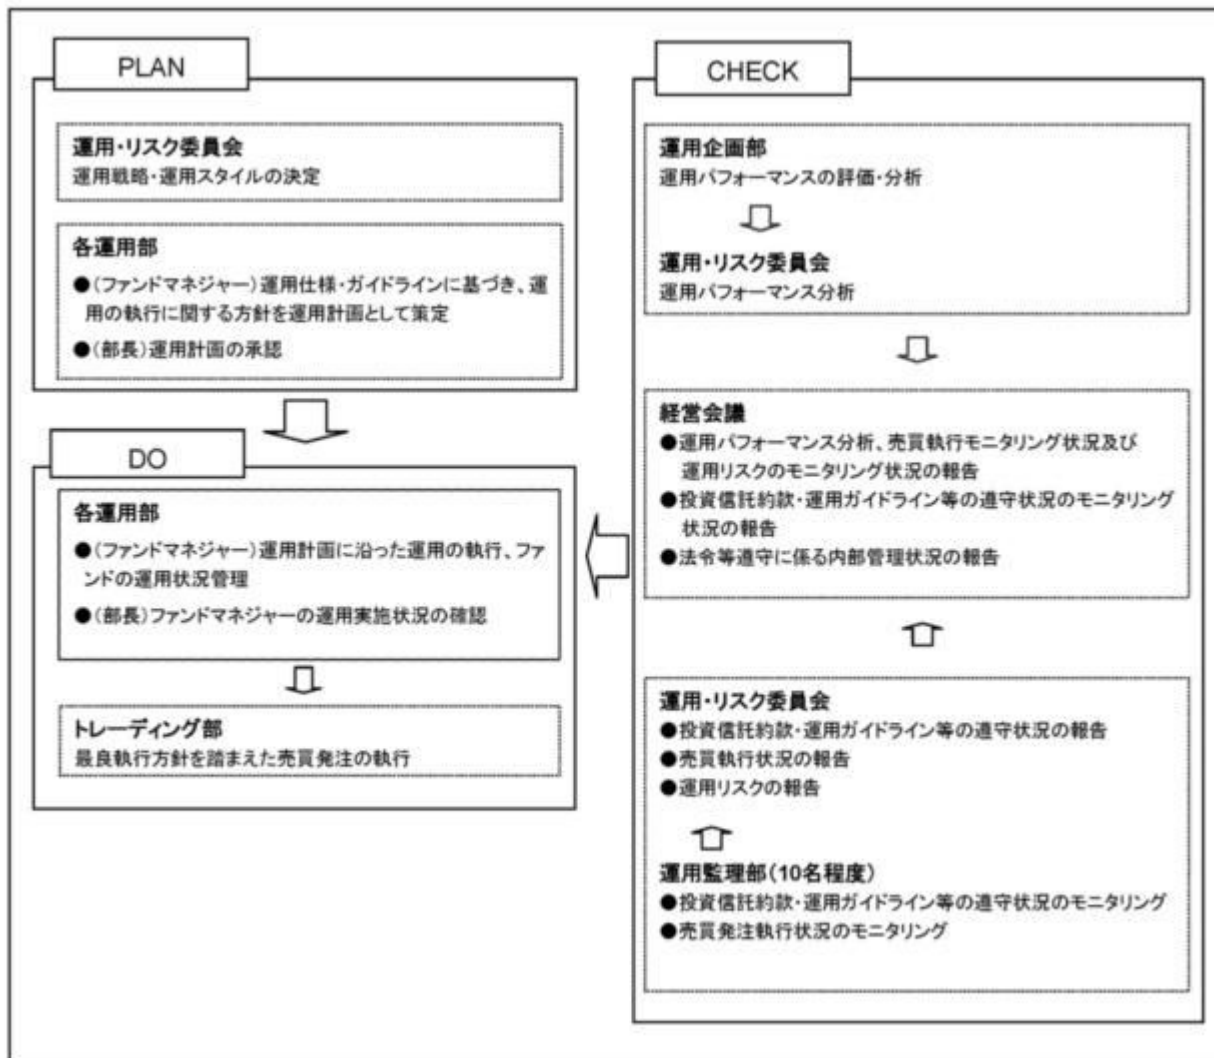 PLAN
運用・リスク委員会
運用戦略・運用スタイルの決定
各運用部
●(ファンドマネジャー)運用仕様・ガイドラインに基づき、運
用の執行に関する方針を運用計画として策定
●(部長)運用計画の承認
DO
各運用部
●(ファンドマネジャー)運用計画に沿った運用の執行、ファ
ンドの運用状況管理
●(部長)ファンドマネジャーの運用実施状況の確認
トレーディング部
最良執行方針を踏まえた売買発注の執行
CHECK
運用企画部
運用パフォーマンスの評価・分析
運用・リスク委員会
運用パフォーマンス分析
経営会議
●運用パフォーマンス分析、売買執行モニタリング状況及び
運用リスクのモニタリング状況の報告
●投資信託約款・運用ガイドライン等の遵守状況のモニタリング
状況の報告
●法令等遵守に係る内部管理状況の報告
運用・リスク委員会
●投資信託約款・運用ガイドライン等の遵守状況の報告
●売買執行状況の報告
●運用リスクの報告
運用監理部(10名程度)
●投資信託約款・運用ガイドライン等の遵守状況のモニタリング
●売買発注執行状況のモニタリング